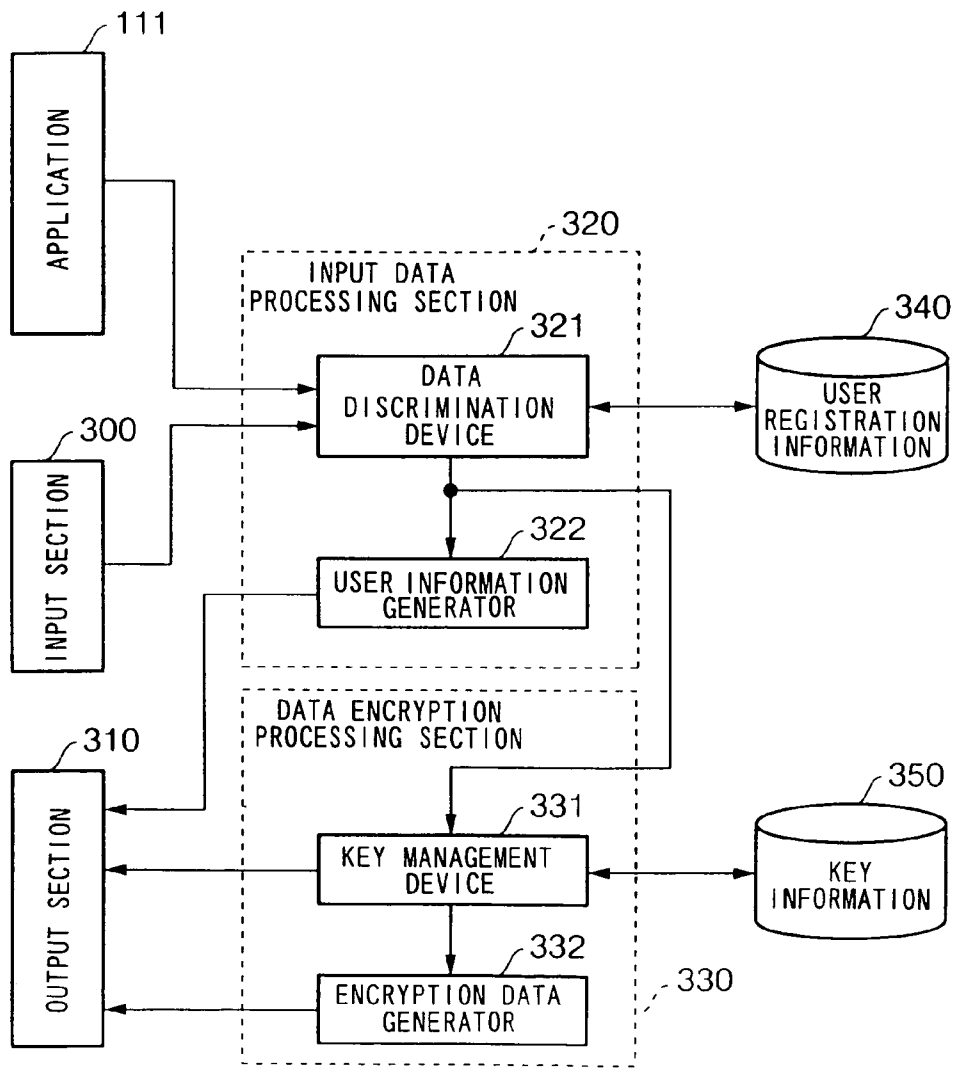 111
APPLICATION
320
INPUT DATA
PROCESSING SECTION
321
DATA
DISCRIMINATION
DEVICE
340
USER
REGISTRATION
INFORMATION
300
INPUT SECTION
322
USER INFORMATION
GENERATOR
310
OUTPUT SECTION
DATA ENCRYPTION
PROCESSING SECTION
331
KEY MANAGEMENT
DEVICE
350
KEY
INFORMATION
332
ENCRYPTION DATA
GENERATOR
330